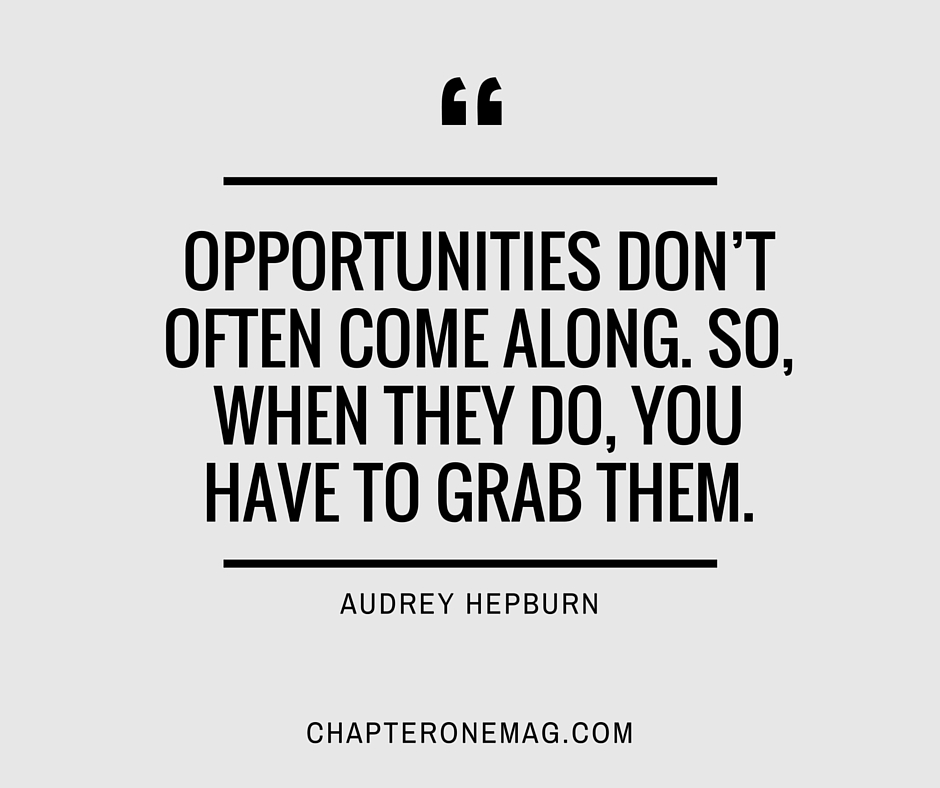 “
OPPORTUNITIES DON’T
OFTEN COME ALONG. SO,
WHEN THEY DO, YOU
HAVE TO GRAB THEM.
AUDREY HEPBURN
CHAPTERONEMAG.COM